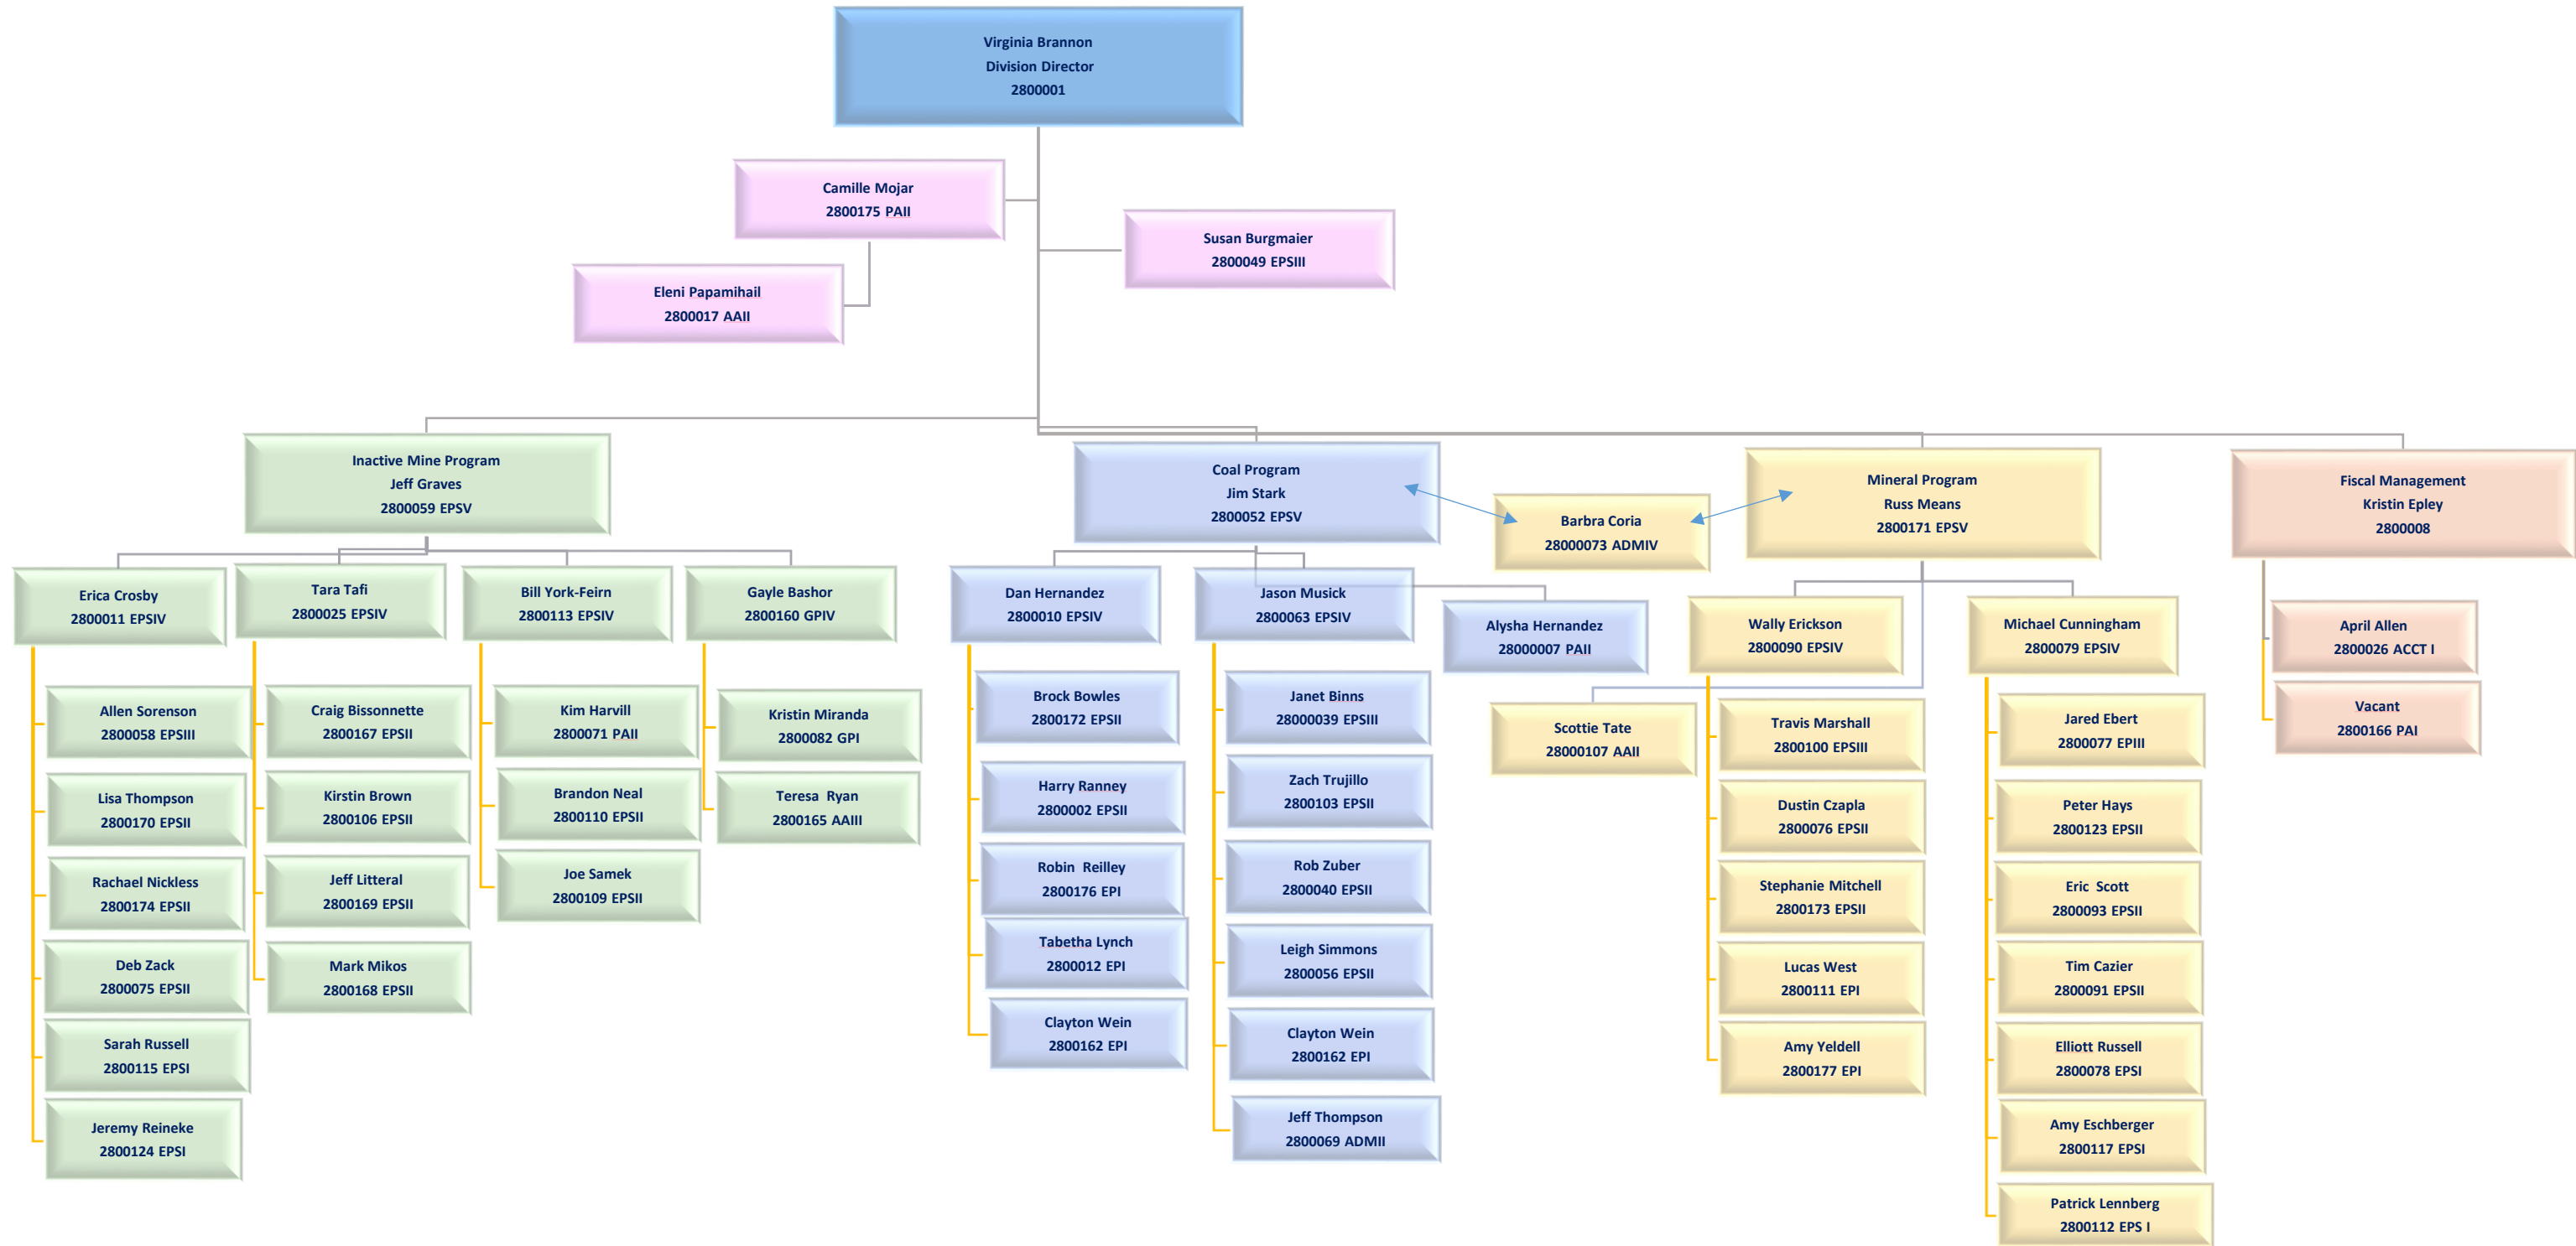 Virginia Brannon
Division Director
2800001
Camille Mojar
2800175 PAII
Susan Burgmaier
2800049 EPSIII
Eleni Papamihail
2800017 AAII
Inactive Mine Program
Jeff Graves
2800059 EPSV
Coal Program
Jim Stark
2800052 EPSV
Barbra Coria
28000073 ADMIV
Mineral Program
Russ Means
2800171 EPSV
Fiscal Management
Kristin Epley
2800008
Erica Crosby
2800011 EPSIV
Allen Sorenson
2800058 EPSIII
Lisa Thompson
2800170 EPSII
Rachael Nickless
2800174 EPSII
Deb Zack
2800075 EPSII
Sarah Russell
2800115 EPSI
Jeremy Reineke
2800124 EPSI
Tara Tafi
2800025 EPSIV
Craig Bissonnette
2800167 EPSII
Kirstin Brown
2800106 EPSII
Jeff Litteral
2800169 EPSII
Mark Mikos
2800168 EPSII
Bill York-Feirn
2800113 EPSIV
Kim Harvill
2800071 PAII
Brandon Neal
2800110 EPSII
Joe Samek
2800109 EPSII
Gayle Bashor
2800160 GPIV
Kristin Miranda
2800082 GPI
Teresa  Ryan
2800165 AAIII
Dan Hernandez
2800010 EPSIV
Brock Bowles
2800172 EPSII
Harry Ranney
2800002 EPSII
Robin  Reilley
2800176 EPI
Tabetha Lynch
2800012 EPI
Clayton Wein
2800162 EPI
Jason Musick
2800063 EPSIV
Janet Binns
28000039 EPSIII
Zach Trujillo
2800103 EPSII
Rob Zuber
2800040 EPSII
Leigh Simmons
2800056 EPSII
Clayton Wein
2800162 EPI
Jeff Thompson
2800069 ADMII
Alysha Hernandez
28000007 PAII
Scottie Tate
28000107 AAII
Wally Erickson
2800090 EPSIV
Travis Marshall
2800100 EPSIII
Dustin Czapla
2800076 EPSII
Stephanie Mitchell
2800173 EPSII
Lucas West
2800111 EPI
Amy Yeldell
2800177 EPI
Michael Cunningham
2800079 EPSIV
Jared Ebert
2800077 EPIII
Peter Hays
2800123 EPSII
Eric  Scott
2800093 EPSII
Tim Cazier
2800091 EPSII
Elliott Russell
2800078 EPSI
Amy Eschberger
2800117 EPSI
Patrick Lennberg
2800112 EPS I
April Allen
2800026 ACCT I
Vacant
2800166 PAI